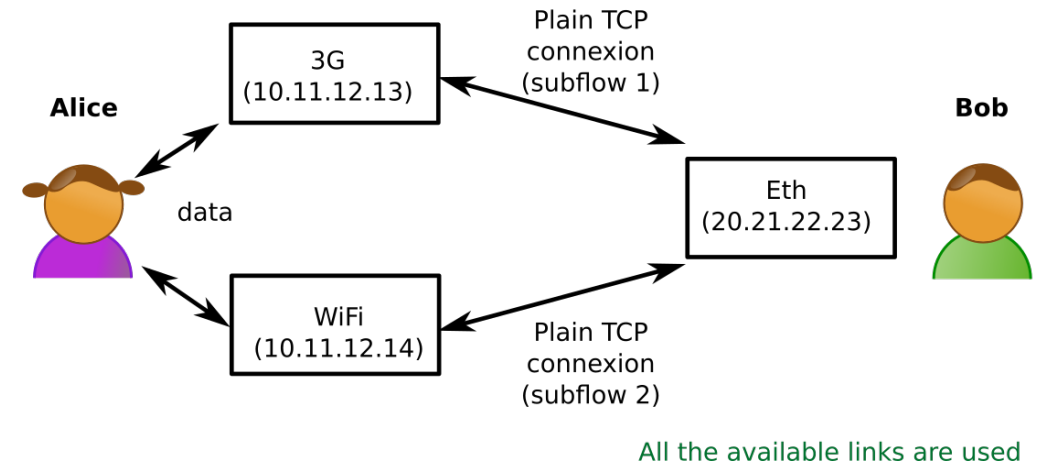 Plain TCP
connexion
(subflow 1)
3G
(10.11.12.13)
Alice
Bob
Eth
(20.21.22.23)
data
WiFi
(10.11.12.14)
Plain TCP
connexion
(subflow 2)
All the available links are used